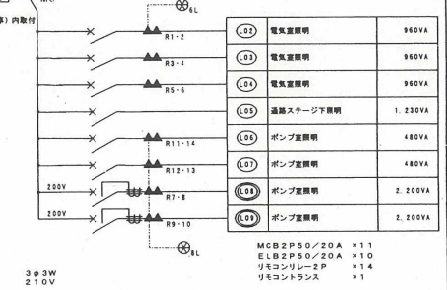 MC
内取付
6L
R1・2
L02 電気室照明 960VA
R3・4
L03 電気室照明 960VA
R5・6
L04 電気室照明 960VA
L05 通路ステージ下照明 1,230VA
R11・14
L06 ポンプ室照明 480VA
R12・13
L07 ポンプ室照明 480VA
200V
R7・8
L08 ポンプ室照明 2,200VA
200V
R9・10
L09 ポンプ室照明 2,200VA
8L
MCB2P50/20A ×11
ELB2P50/20A ×10
リモコンリレー2P ×14
リモコントランス ×1
3φ3W
210V